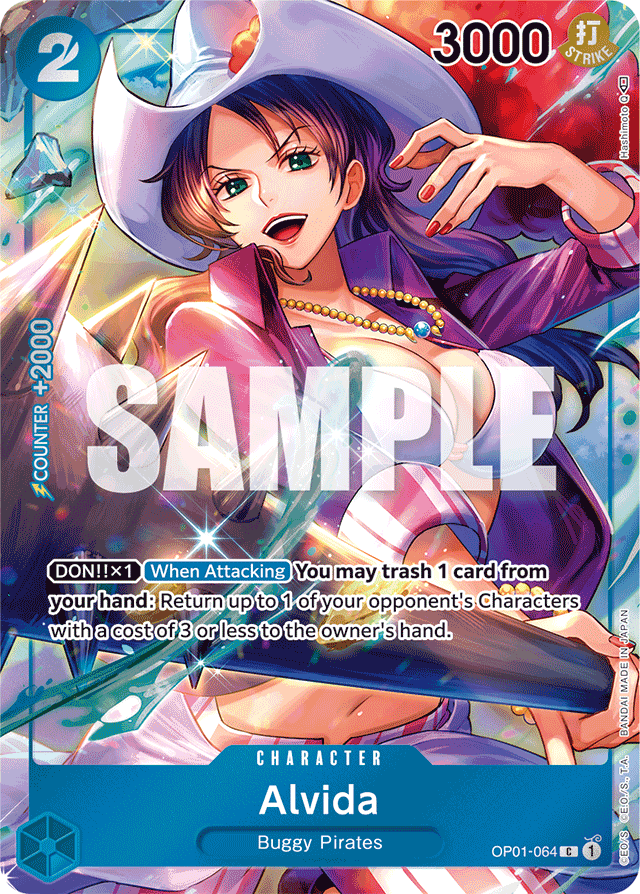 2
3000
打
STRIKE
Hashimoto Q
COUNTER +2000
SAMPLE
DON!!×1 When Attacking You may trash 1 card from
your hand: Return up to 1 of your opponent's Characters
with a cost of 3 or less to the owner's hand.
CHARACTER
Alvida
Buggy Pirates
OP01-064 C 1
©E.O/S. ©E.O./S., T.A. BANDAI MADE IN JAPAN